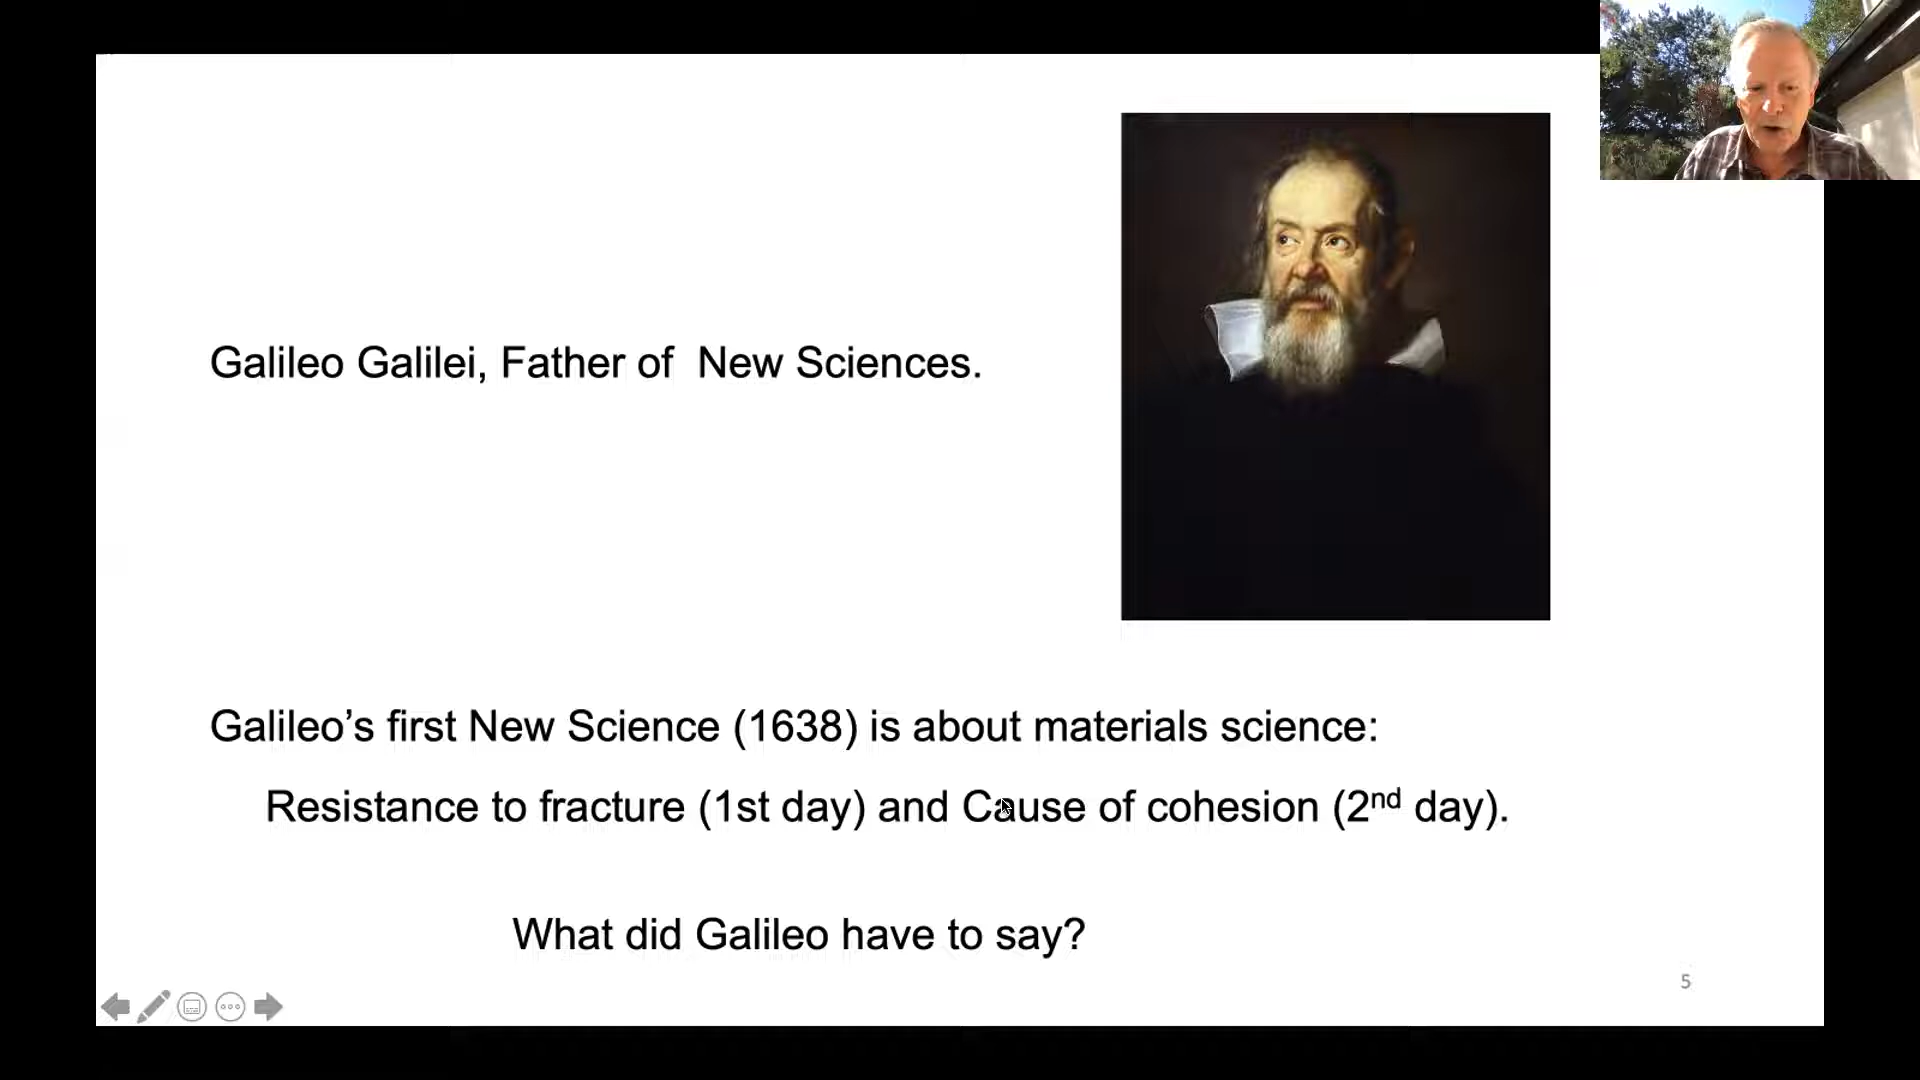 Galileo Galilei, Father of  New Sciences.
Galileo’s first New Science (1638) is about materials science:
Resistance to fracture (1st day) and Cause of cohesion (2nd day).
What did Galileo have to say?
5